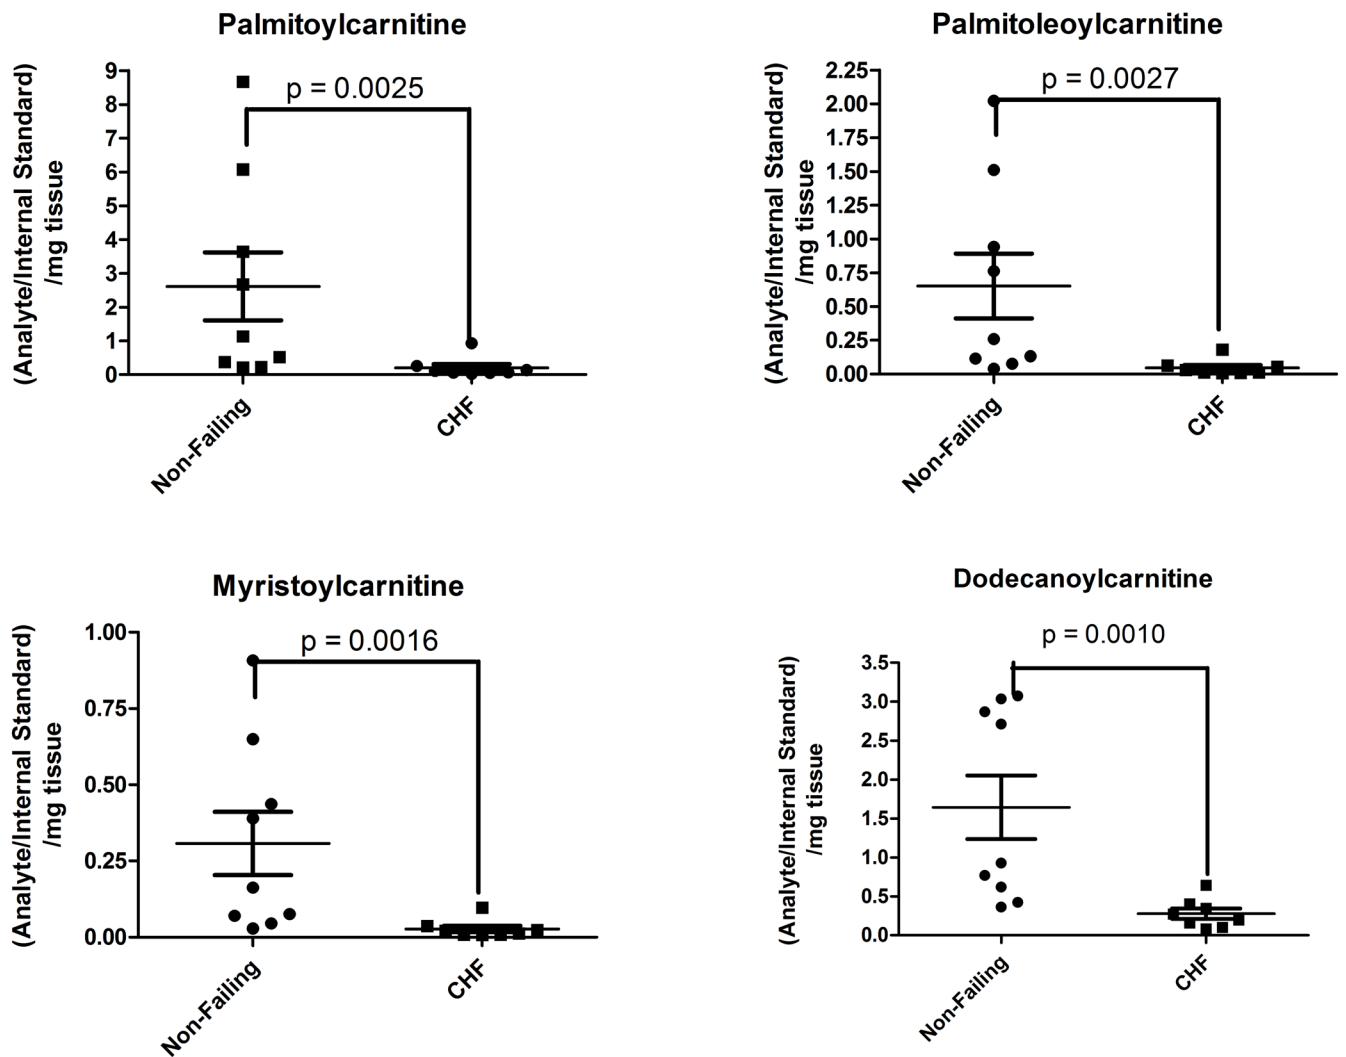 Palmitoylcarnitine
(Analyte/Internal Standard)
/mg tissue
9
8
7
6
5
4
3
2
1
0
p = 0.0025
Non-Failing
CHF
Palmitoleoylcarnitine
(Analyte/Internal Standard)
/mg tissue
2.25
2.00
1.75
1.50
1.25
1.00
0.75
0.50
0.25
0.00
p = 0.0027
Non-Failing
CHF
Myristoylcarnitine
(Analyte/Internal Standard)
/mg tissue
1.00
0.75
0.50
0.25
0.00
p = 0.0016
Non-Failing
CHF
Dodecanoylcarnitine
(Analyte/Internal Standard)
/mg tissue
3.5
3.0
2.5
2.0
1.5
1.0
0.5
0.0
p = 0.0010
Non-Failing
CHF